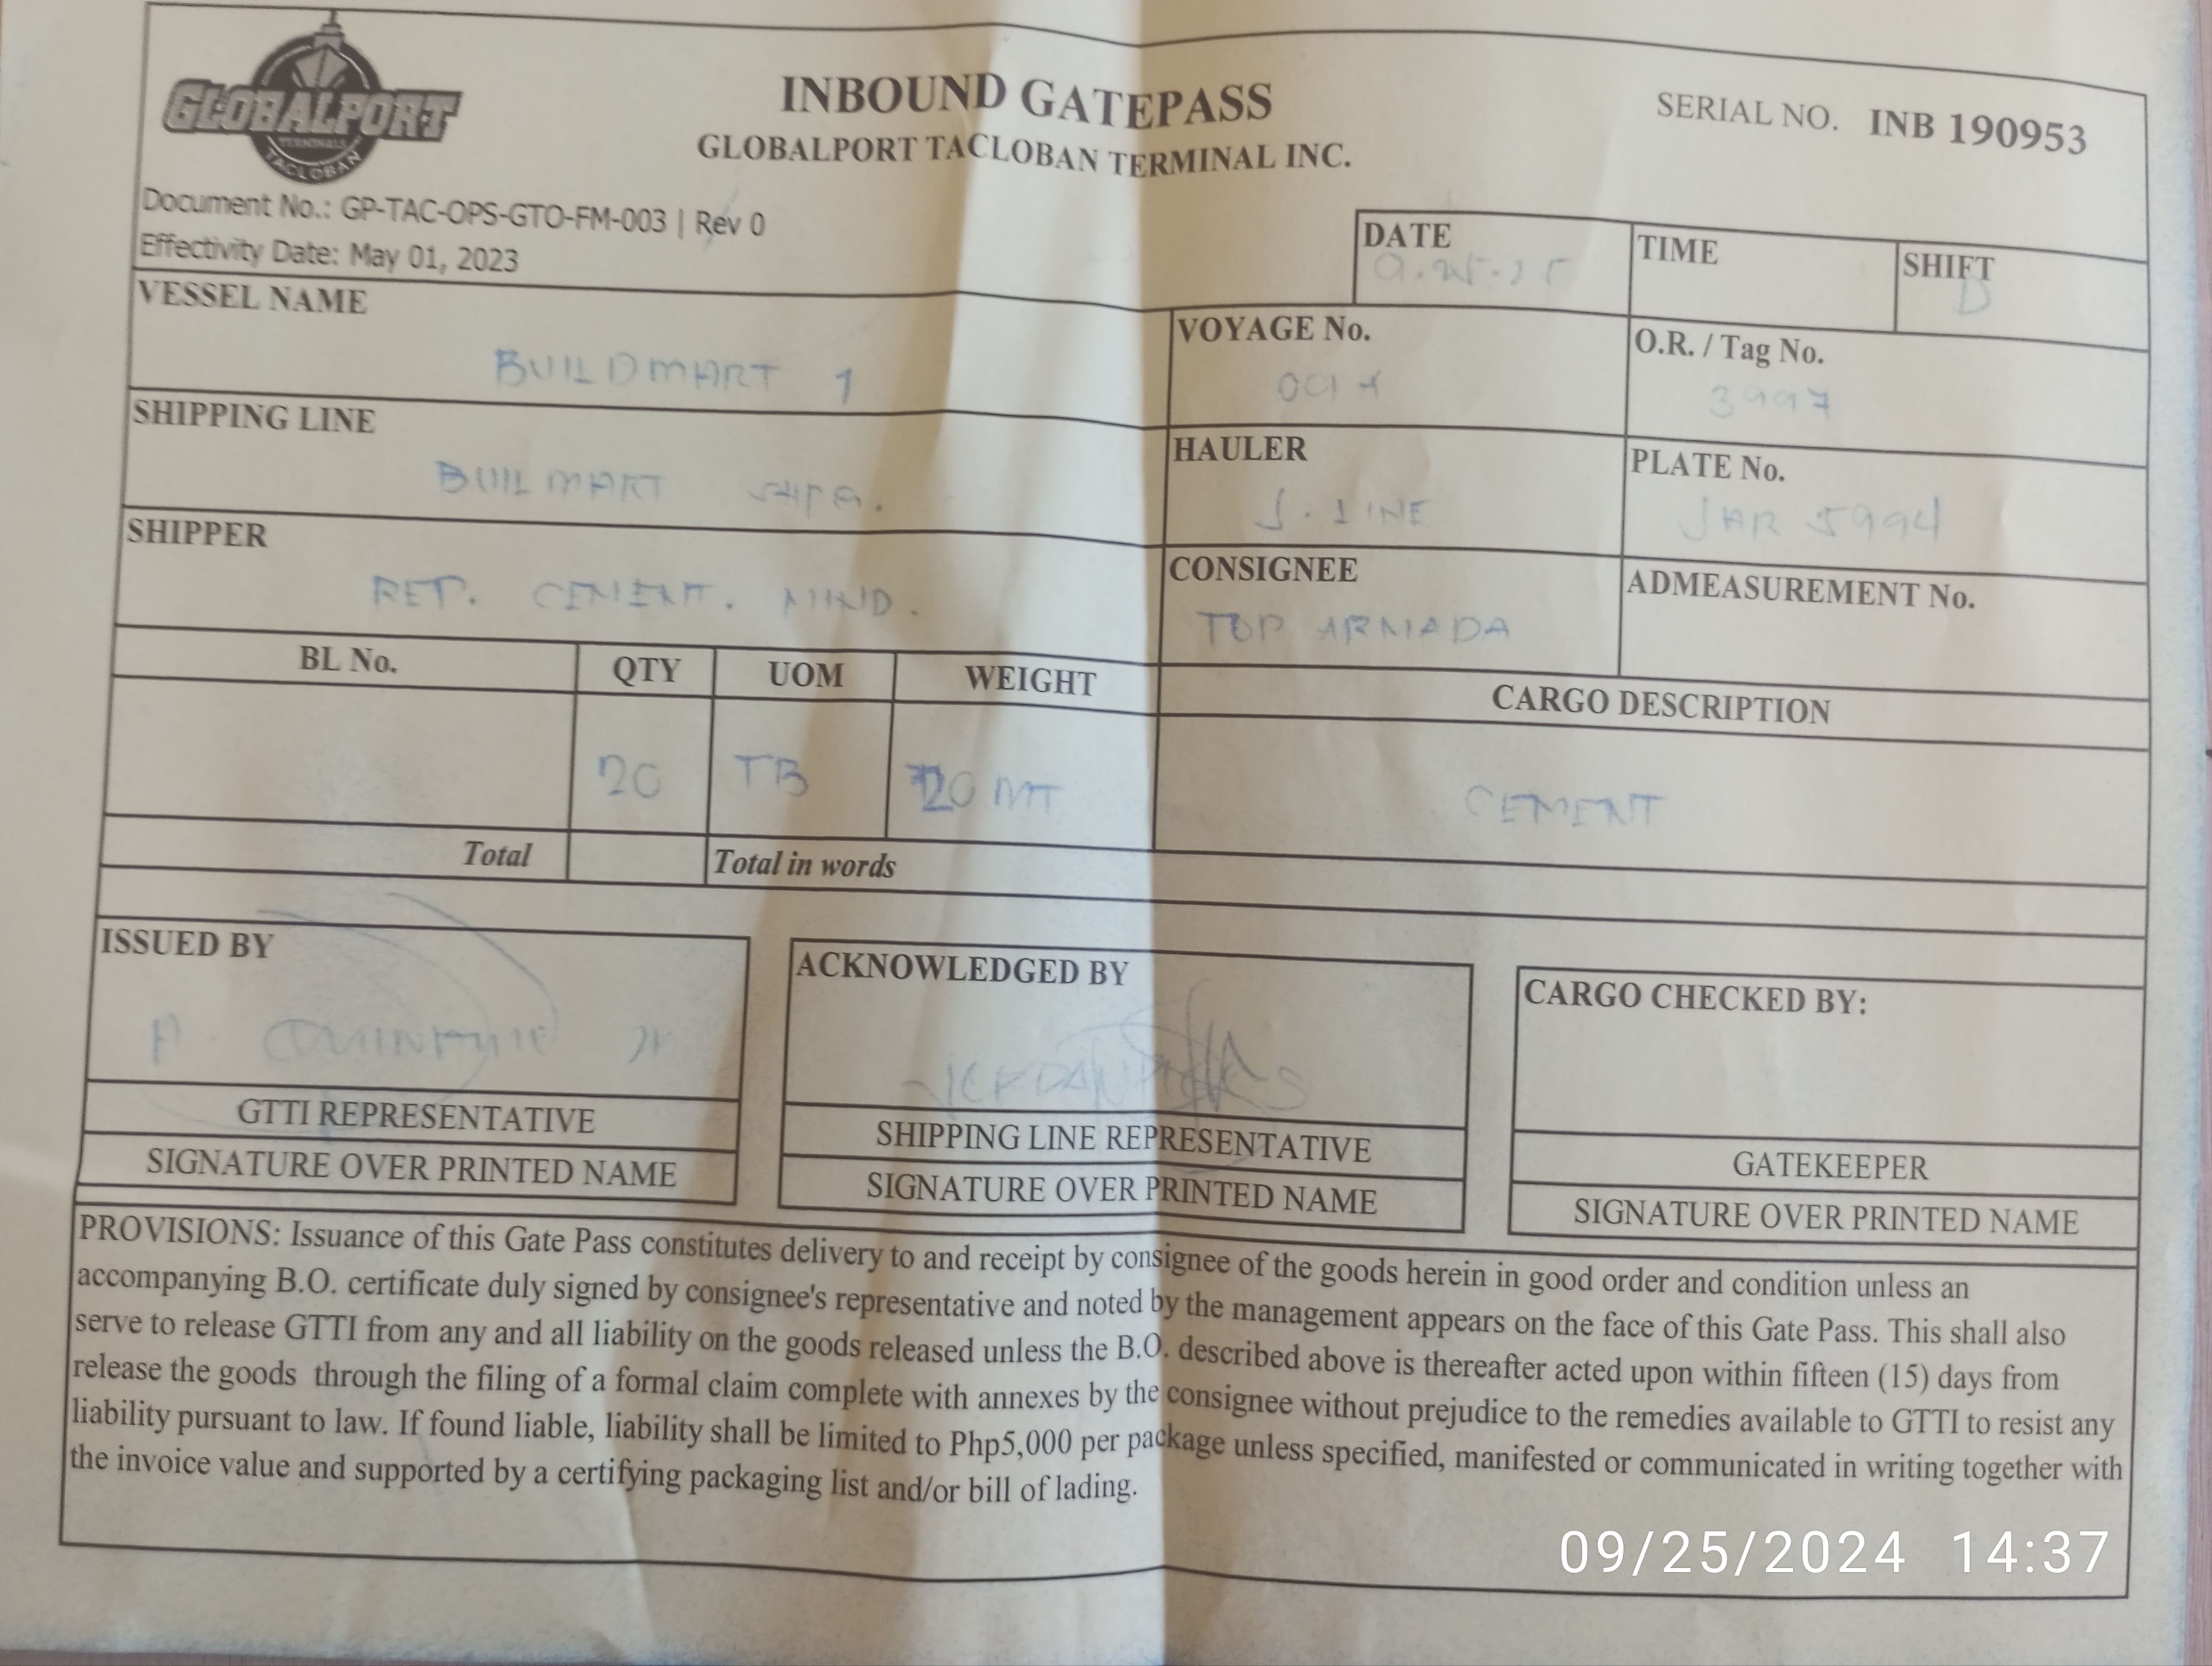 GLOBALPORT
TERMINALS
TACLOBAN
INBOUND GATEPASS
GLOBALPORT TACLOBAN TERMINAL INC.
SERIAL NO. INB 190953
Document No.: GP-TAC-OPS-GTO-FM-003 | Rev 0
Effectivity Date: May 01, 2023
DATE
TIME
SHIFT
D
VESSEL NAME
BUILDMART 1
VOYAGE No.
O.R. / Tag No.
3997
SHIPPING LINE
BUILMART SHPG.
HAULER
J. LINE
PLATE No.
JAR 5994
SHIPPER
REP. CEMENT. MIND.
CONSIGNEE
TOP ARMADA
ADMEASUREMENT No.
BL No. QTY UOM WEIGHT CARGO DESCRIPTION
20 TB 20 MT CEMENT
Total Total in words
ISSUED BY
ACKNOWLEDGED BY
CARGO CHECKED BY:
GTTI REPRESENTATIVE
SIGNATURE OVER PRINTED NAME
SHIPPING LINE REPRESENTATIVE
SIGNATURE OVER PRINTED NAME
GATEKEEPER
SIGNATURE OVER PRINTED NAME
PROVISIONS: Issuance of this Gate Pass constitutes delivery to and receipt by consignee of the goods herein in good order and condition unless an
accompanying B.O. certificate duly signed by consignee's representative and noted by the management appears on the face of this Gate Pass. This shall also
serve to release GTTI from any and all liability on the goods released unless the B.O. described above is thereafter acted upon within fifteen (15) days from
release the goods through the filing of a formal claim complete with annexes by the consignee without prejudice to the remedies available to GTTI to resist any
liability pursuant to law. If found liable, liability shall be limited to Php5,000 per package unless specified, manifested or communicated in writing together with
the invoice value and supported by a certifying packaging list and/or bill of lading.
09/25/2024 14:37